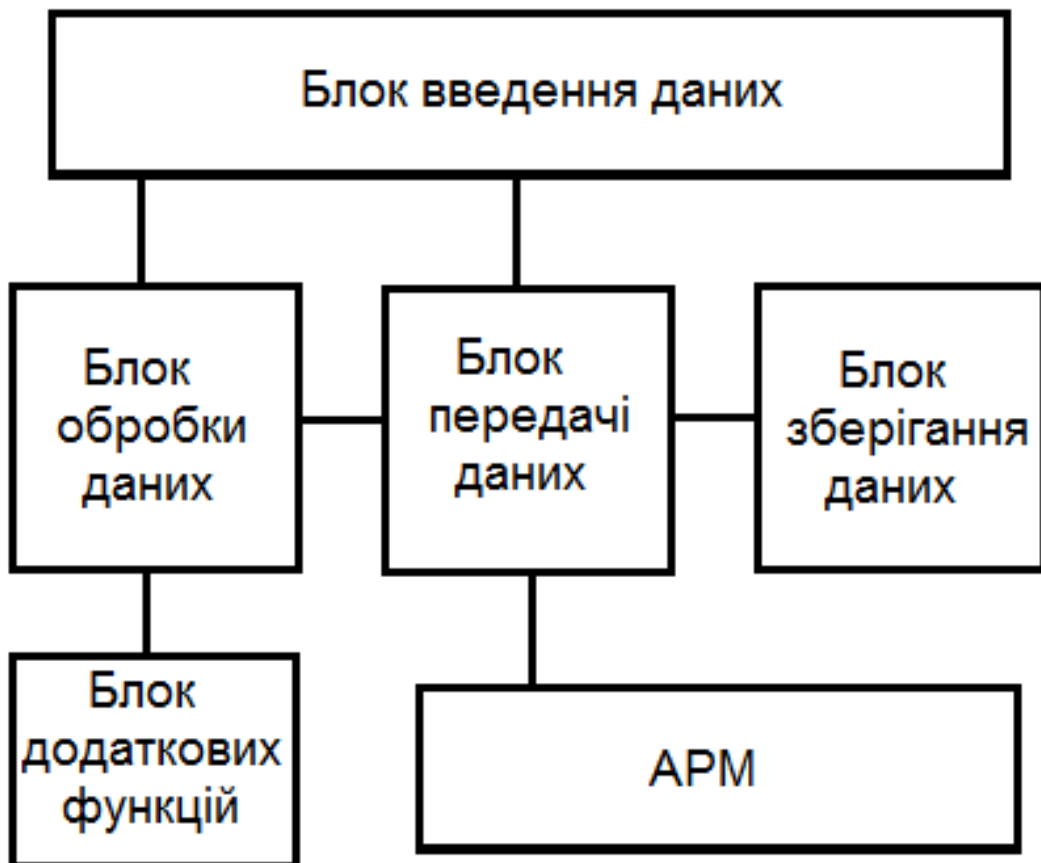 Блок введення даних
Блок
обробки
даних
Блок
передачі
даних
Блок
зберігання
даних
Блок
додаткових
функцій
АРМ